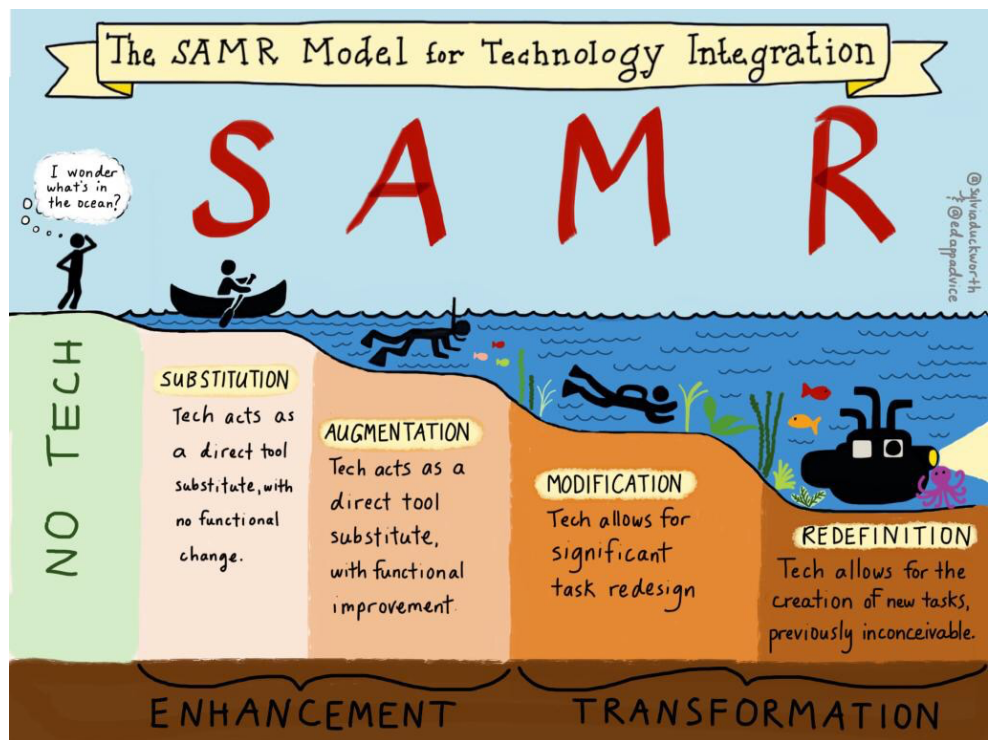 The SAMR Model for Technology Integration
S A M R
I wonder
what's in
the ocean?
@sylviaduckworth
& @edappadvice
NO TECH
SUBSTITUTION
Tech acts as
a direct tool
substitute, with
no functional
change.
AUGMENTATION
Tech acts as a
direct tool
substitute,
with functional
improvement.
MODIFICATION
Tech allows for
significant
task redesign
REDEFINITION
Tech allows for the
creation of new tasks,
previously inconceivable.
ENHANCEMENT
TRANSFORMATION